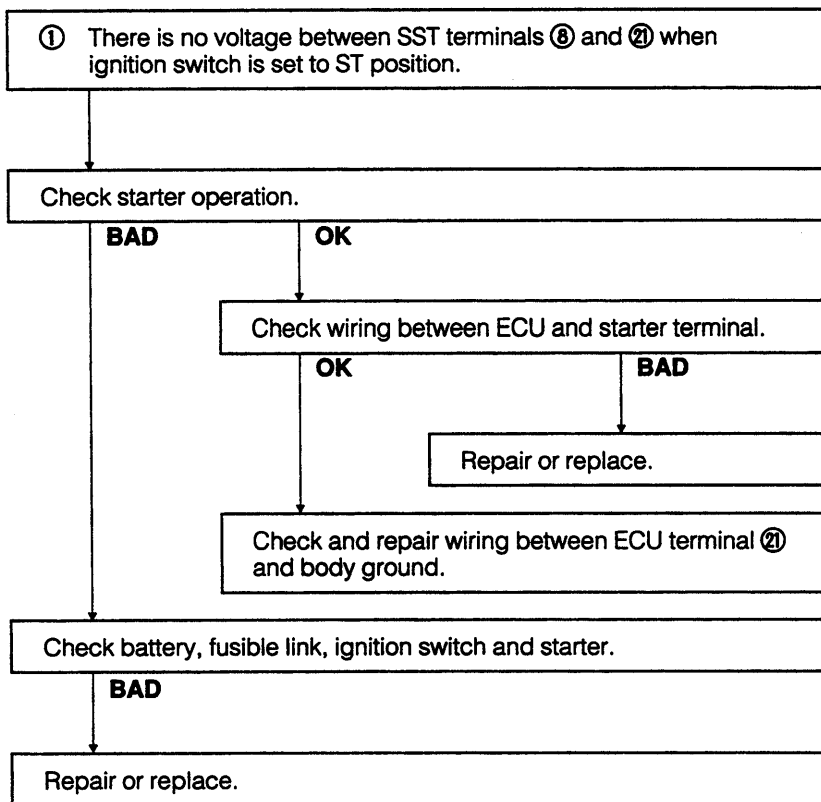 ① There is no voltage between SST terminals ⑧ and ㉑ when
ignition switch is set to ST position.
Check starter operation.
BAD OK
Check wiring between ECU and starter terminal.
OK BAD
Repair or replace.
Check and repair wiring between ECU terminal ㉑
and body ground.
Check battery, fusible link, ignition switch and starter.
BAD
Repair or replace.